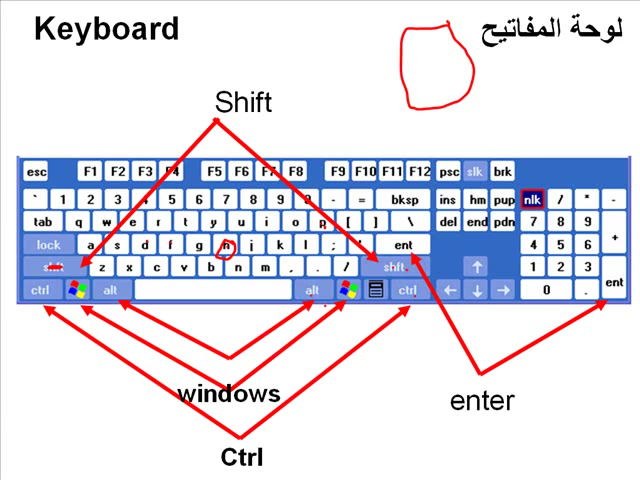 Keyboard لوحة المفاتيح
Shift
esc F1 F2 F3 F4 F5 F6 F7 F8 F9 F10 F11 F12 psc slk brk
` 1 2 3 4 5 6 7 8 9 0 - = bksp ins hm pup nlk / * -
tab q w e r t y u i o p [ ] \ del end pdn 7 8 9 +
lock a s d f g h j k l ; ' ent 4 5 6
shft z x c v b n m , . / shft ↑ 1 2 3 ent
ctrl alt alt ctrl ← ↓ → 0 .
windows
enter
Ctrl